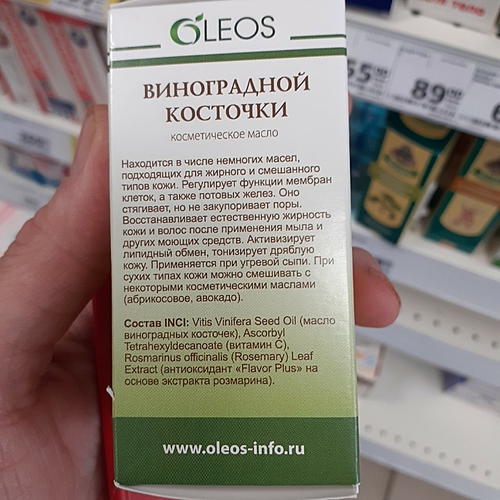 ÓLEOS
ВИНОГРАДНОЙ
КОСТОЧКИ
косметическое масло
Находится в числе немногих масел,
подходящих для жирного и смешанного
типов кожи. Регулирует функции мембран
клеток, а также потовых желез. Оно
стягивает, но не закупоривает поры.
Восстанавливает естественную жирность
кожи и волос после применения мыла и
других моющих средств. Активизирует
липидный обмен, тонизирует дряблую
кожу. Применяется при угревой сыпи. При
сухих типах кожи можно смешивать с
некоторыми косметическими маслами
(абрикосовое, авокадо).
Состав INCI: Vitis Vinifera Seed Oil (масло
виноградных косточек), Ascorbyl
Tetrahexyldecanoate (витамин С),
Rosmarinus officinalis (Rosemary) Leaf
Extract (антиоксидант «Flavor Plus» на
основе экстракта розмарина).
www.oleos-info.ru
89